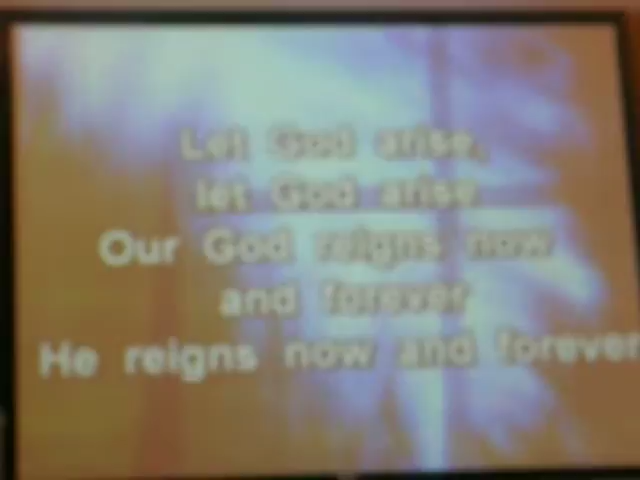 Let God arise,
let God arise
Our God reigns now
and forever
He reigns now and forever